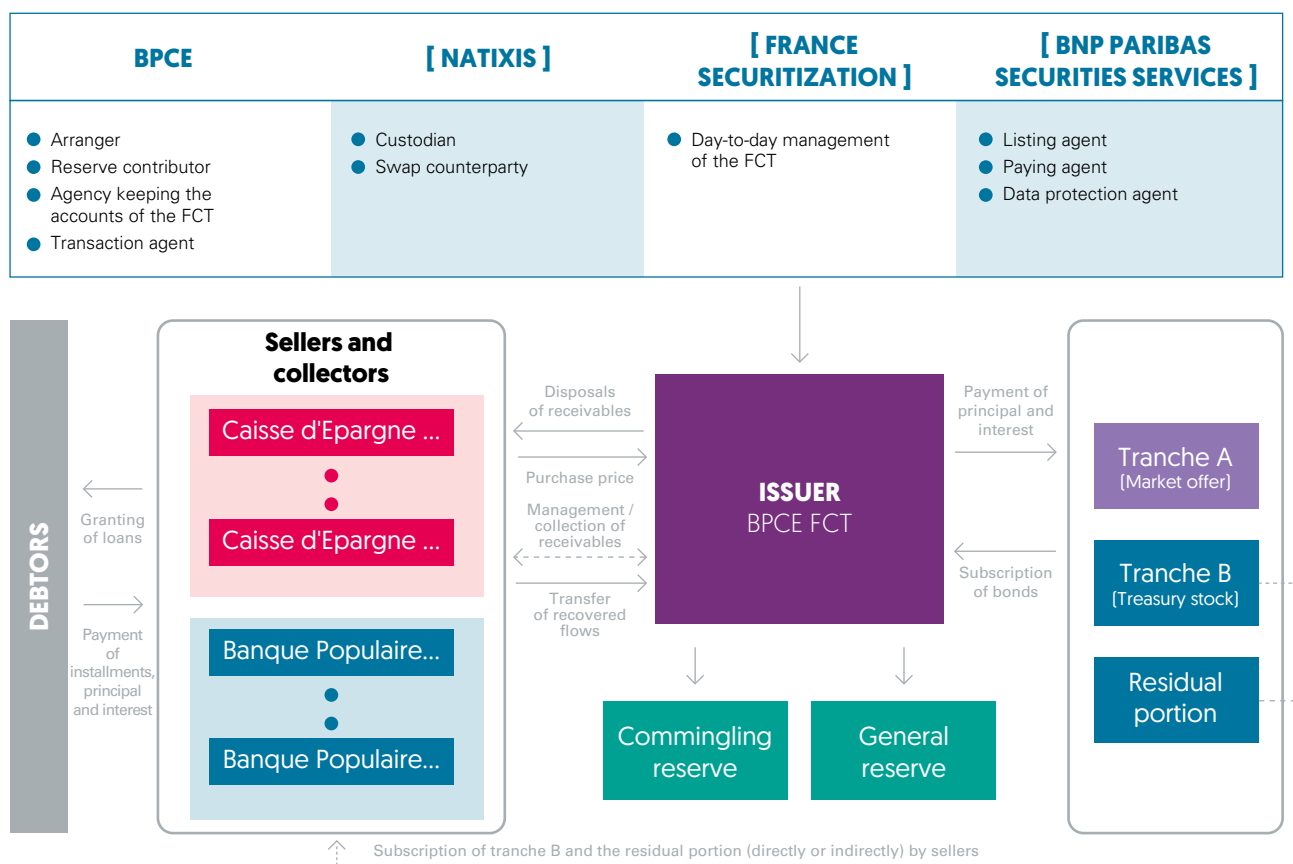 BPCE
[ NATIXIS ]
[ FRANCE
SECURITIZATION ]
[ BNP PARIBAS
SECURITIES SERVICES ]
Arranger
Reserve contributor
Agency keeping the
accounts of the FCT
Transaction agent
Custodian
Swap counterparty
Day-to-day management
of the FCT
Listing agent
Paying agent
Data protection agent
DEBTORS
Granting
of loans
Payment
of
installments,
principal
and interest
Sellers and
collectors
Caisse d'Epargne ...
Caisse d'Epargne ...
Banque Populaire...
Banque Populaire...
Disposals
of receivables
Purchase price
Management /
collection of
receivables
Transfer
of recovered
flows
ISSUER
BPCE FCT
Commingling
reserve
General
reserve
Payment of
principal and
interest
Subscription
of bonds
Tranche A
(Market offer)
Tranche B
(Treasury stock)
Residual
portion
Subscription of tranche B and the residual portion (directly or indirectly) by sellers